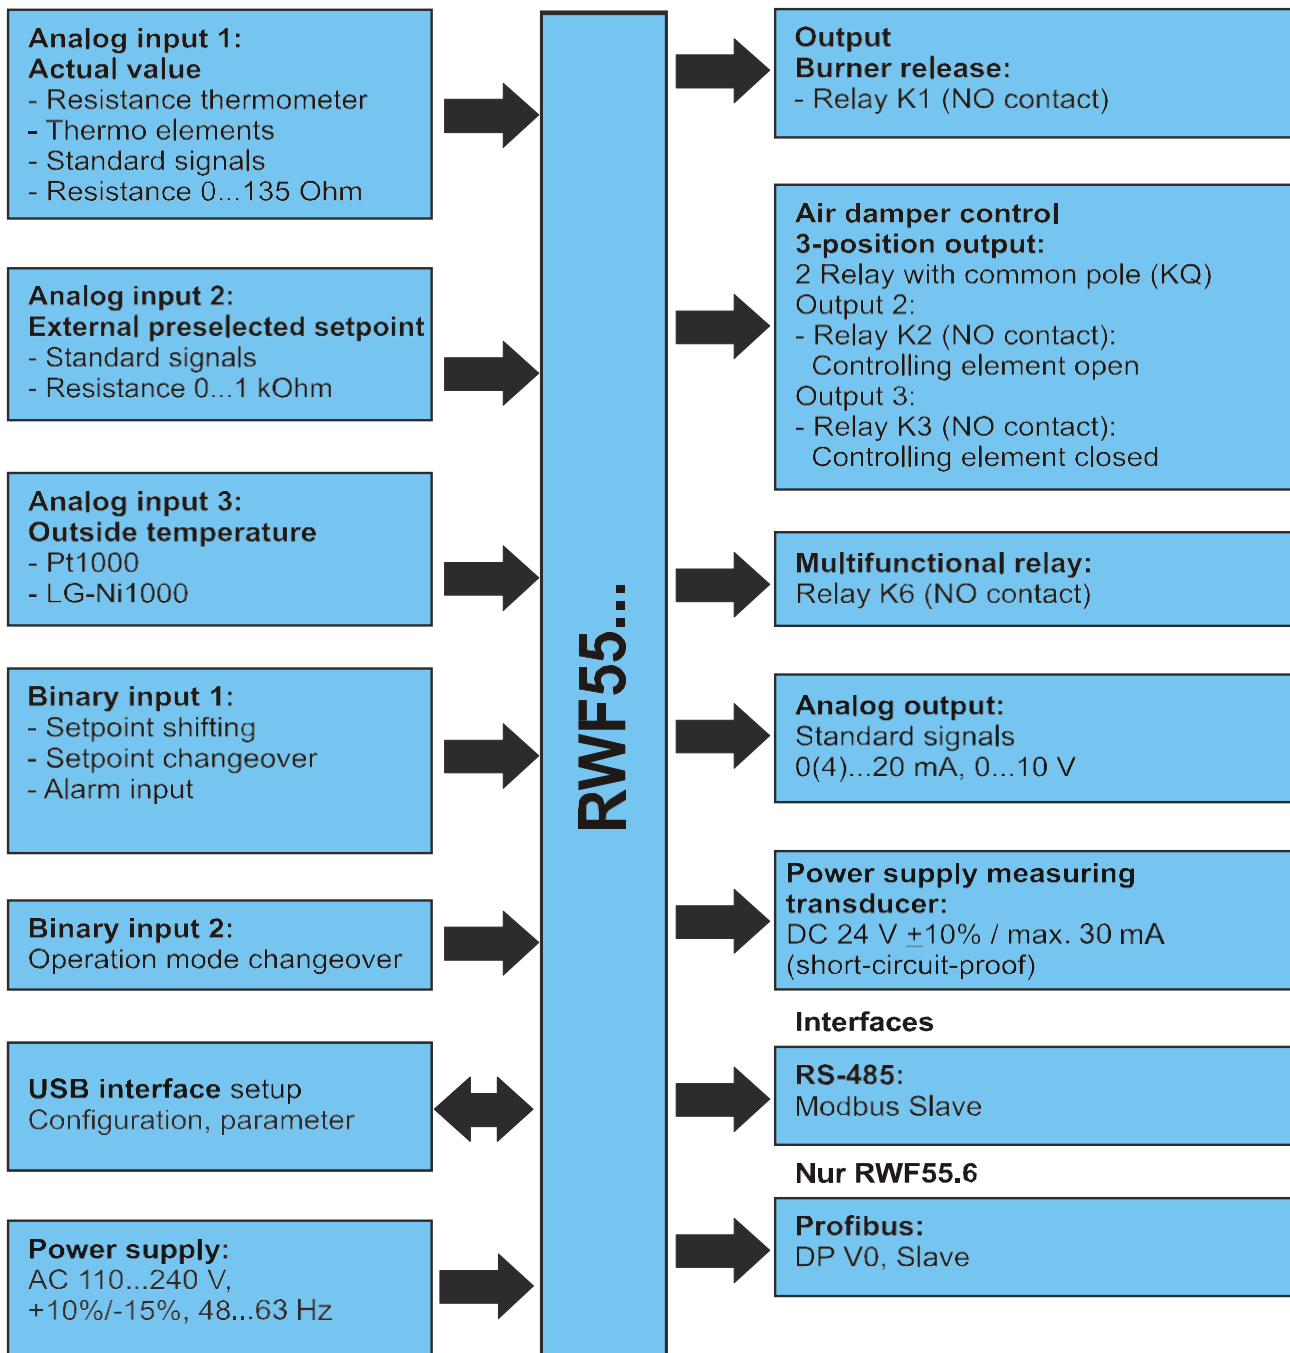 Analog input 1:
Actual value
- Resistance thermometer
- Thermo elements
- Standard signals
- Resistance 0...135 Ohm
Analog input 2:
External preselected setpoint
- Standard signals
- Resistance 0...1 kOhm
Analog input 3:
Outside temperature
- Pt1000
- LG-Ni1000
Binary input 1:
- Setpoint shifting
- Setpoint changeover
- Alarm input
Binary input 2:
Operation mode changeover
USB interface setup
Configuration, parameter
Power supply:
AC 110...240 V,
+10%/-15%, 48...63 Hz
RWF55...
Output
Burner release:
- Relay K1 (NO contact)
Air damper control
3-position output:
2 Relay with common pole (KQ)
Output 2:
- Relay K2 (NO contact):
Controlling element open
Output 3:
- Relay K3 (NO contact):
Controlling element closed
Multifunctional relay:
Relay K6 (NO contact)
Analog output:
Standard signals
0(4)...20 mA, 0...10 V
Power supply measuring
transducer:
DC 24 V ±10% / max. 30 mA
(short-circuit-proof)
Interfaces
RS-485:
Modbus Slave
Nur RWF55.6
Profibus:
DP V0, Slave